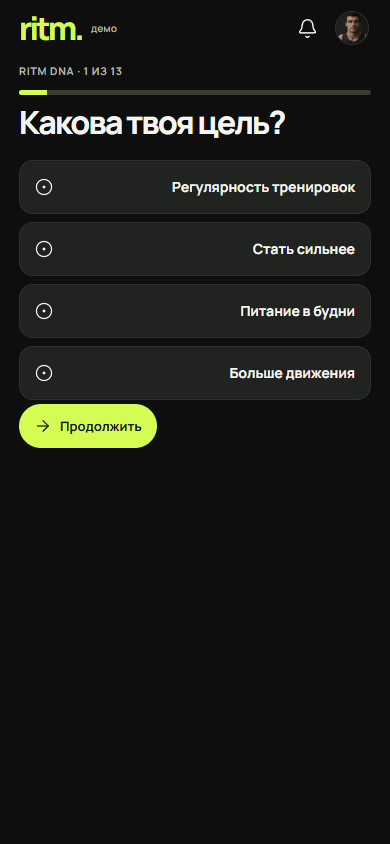 ritm. демо
RITM DNA · 1 ИЗ 13
Какова твоя цель?
Регулярность тренировок
Стать сильнее
Питание в будни
Больше движения
Продолжить